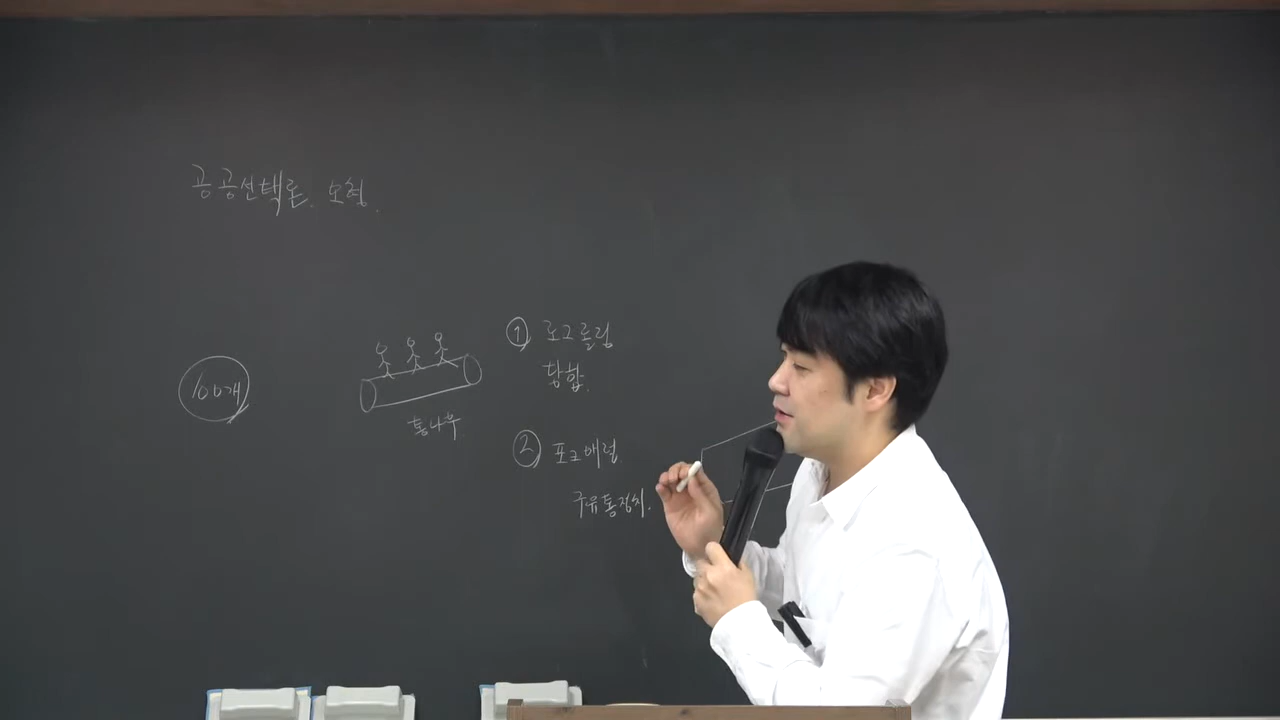 공공선택론 모형.
100개
통나무
① 로그롤링
담합.
② 포크배럴
구유통정치.